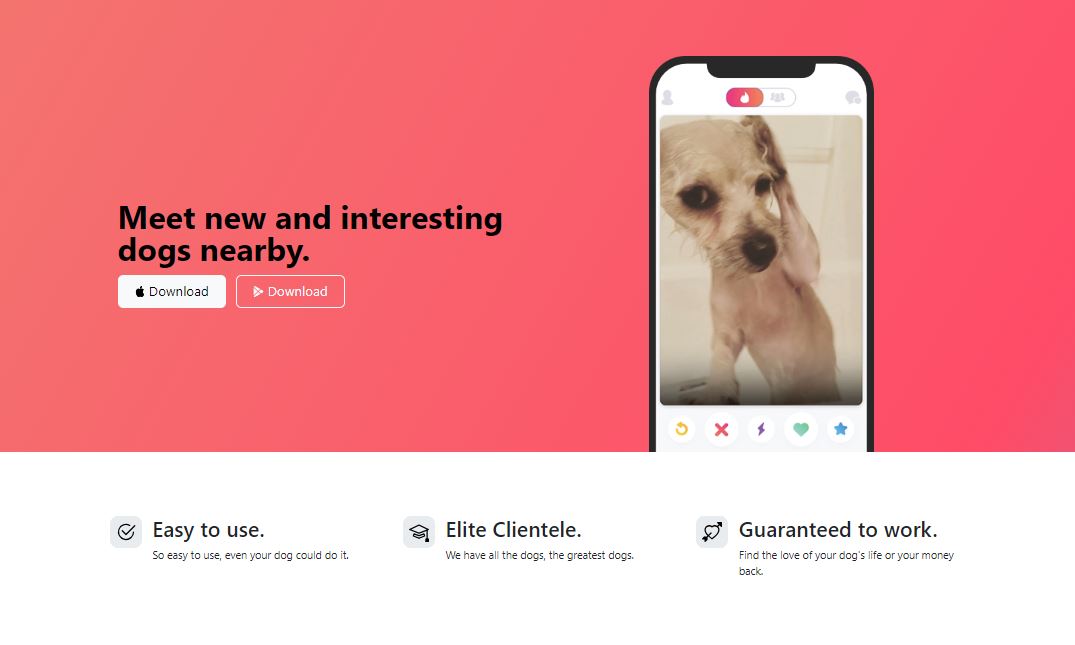 Meet new and interesting
dogs nearby.
Download
Download
Easy to use.
So easy to use, even your dog could do it.
Elite Clientele.
We have all the dogs, the greatest dogs.
Guaranteed to work.
Find the love of your dog's life or your money
back.